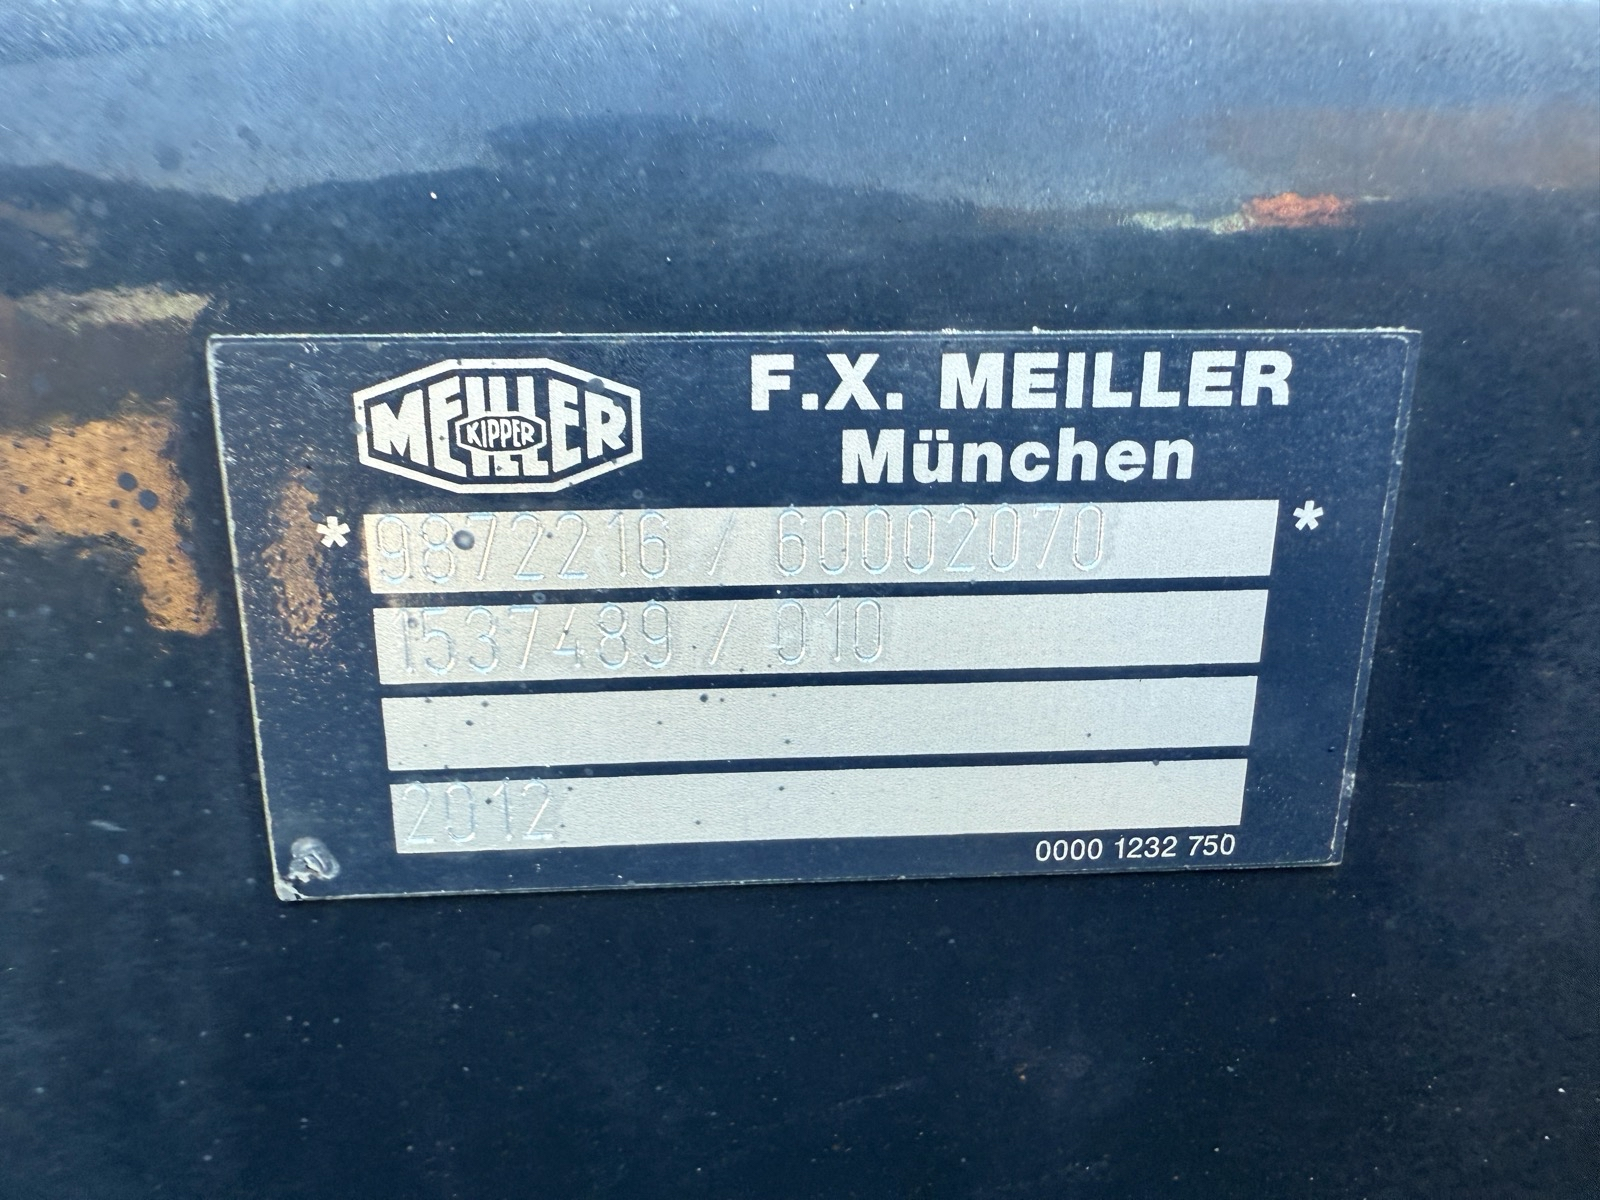 MEILLER
KIPPER
F.X. MEILLER
München
* 9872216 / 60002070 *
1537489 / 010
2012
0000 1232 750